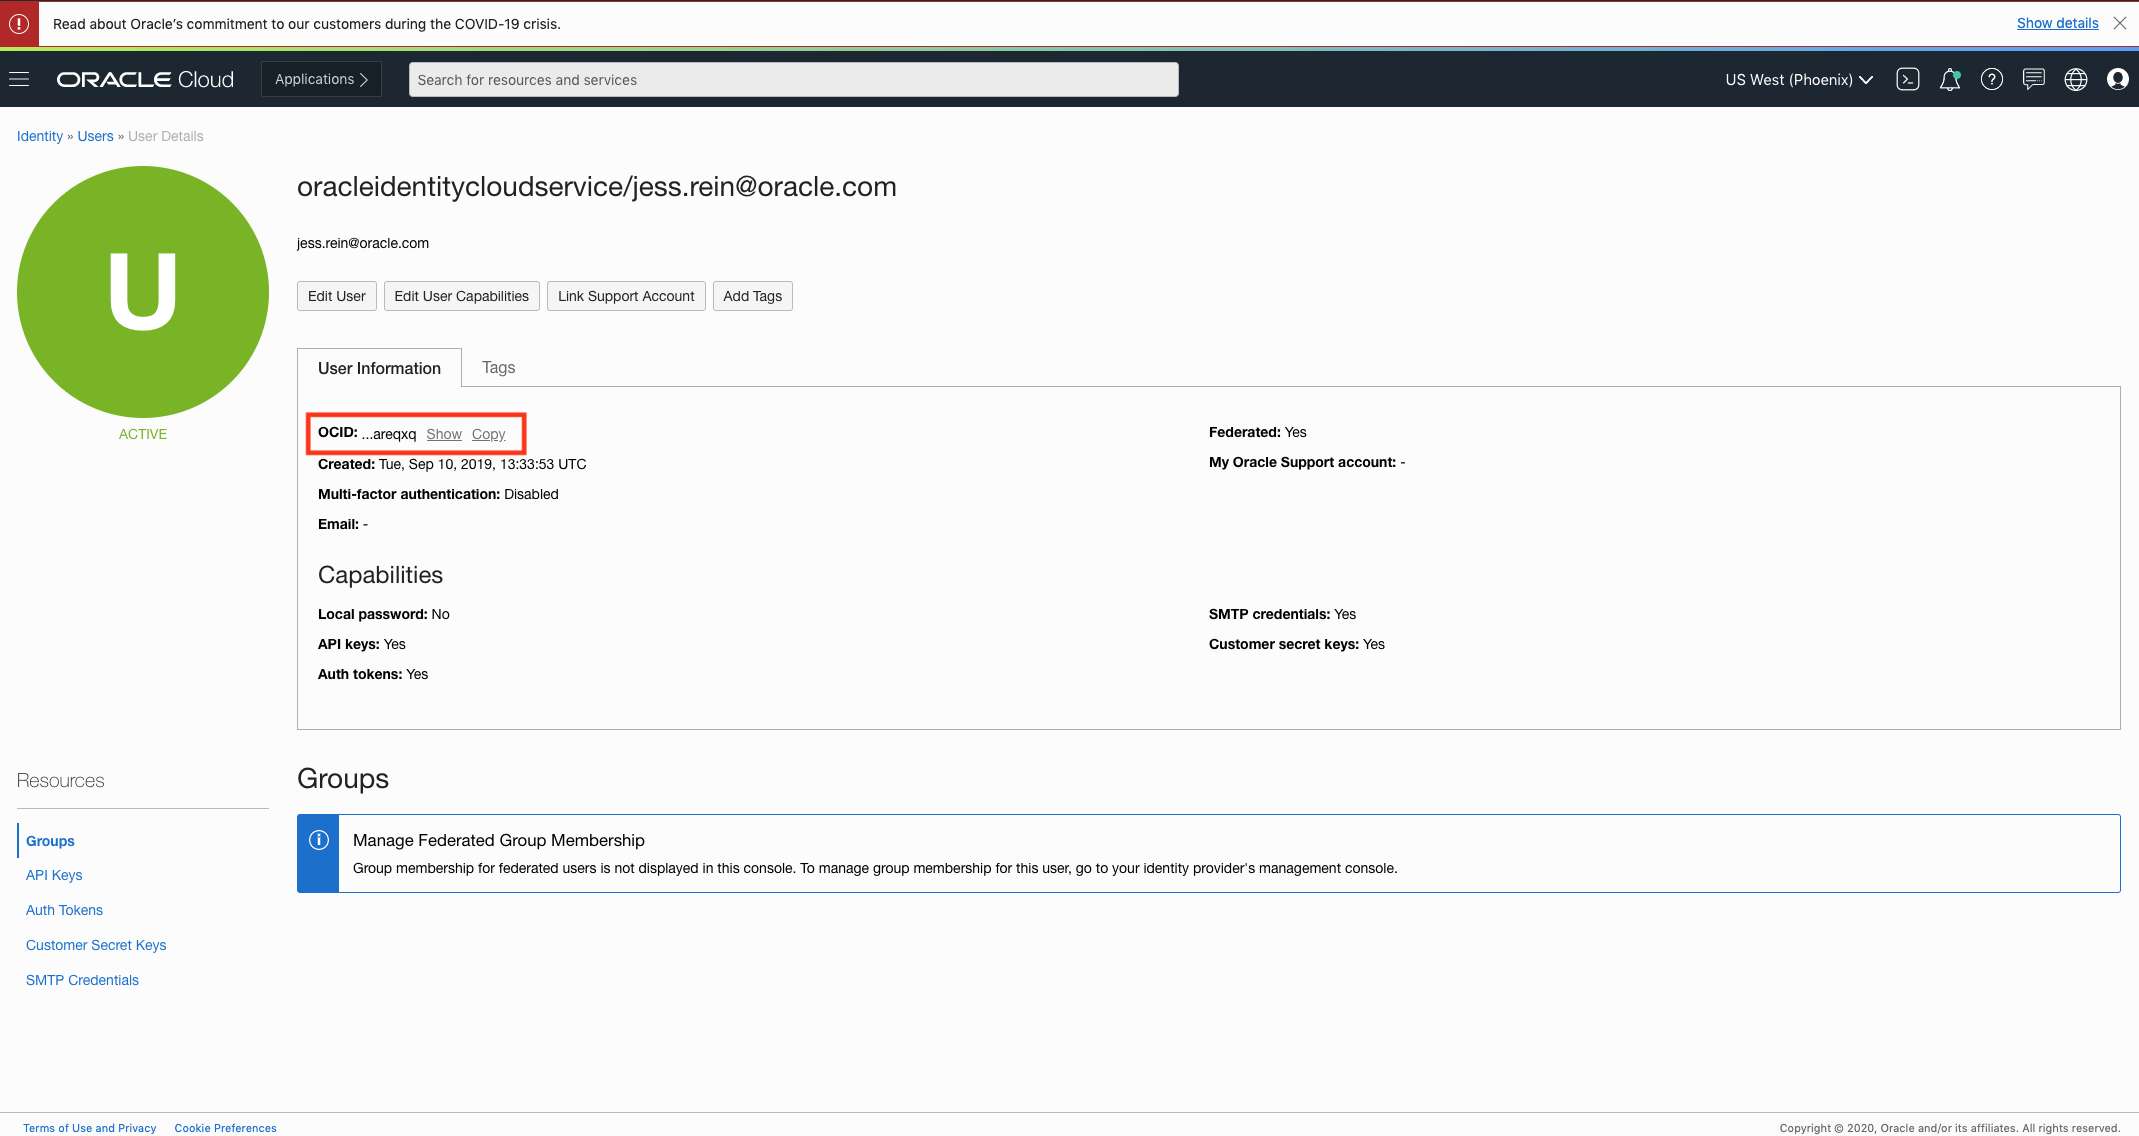 Read about Oracle's commitment to our customers during the COVID-19 crisis.
Show details
ORACLE Cloud
Applications
Search for resources and services
US West (Phoenix)
Identity » Users » User Details
U
ACTIVE
oracleidentitycloudservice/jess.rein@oracle.com
jess.rein@oracle.com
Edit User
Edit User Capabilities
Link Support Account
Add Tags
User Information
Tags
OCID: ...areqxq Show Copy
Created: Tue, Sep 10, 2019, 13:33:53 UTC
Multi-factor authentication: Disabled
Email: -
Federated: Yes
My Oracle Support account: -
Capabilities
Local password: No
API keys: Yes
Auth tokens: Yes
SMTP credentials: Yes
Customer secret keys: Yes
Resources
Groups
API Keys
Auth Tokens
Customer Secret Keys
SMTP Credentials
Groups
Manage Federated Group Membership
Group membership for federated users is not displayed in this console. To manage group membership for this user, go to your identity provider's management console.
Terms of Use and Privacy
Cookie Preferences
Copyright © 2020, Oracle and/or its affiliates. All rights reserved.